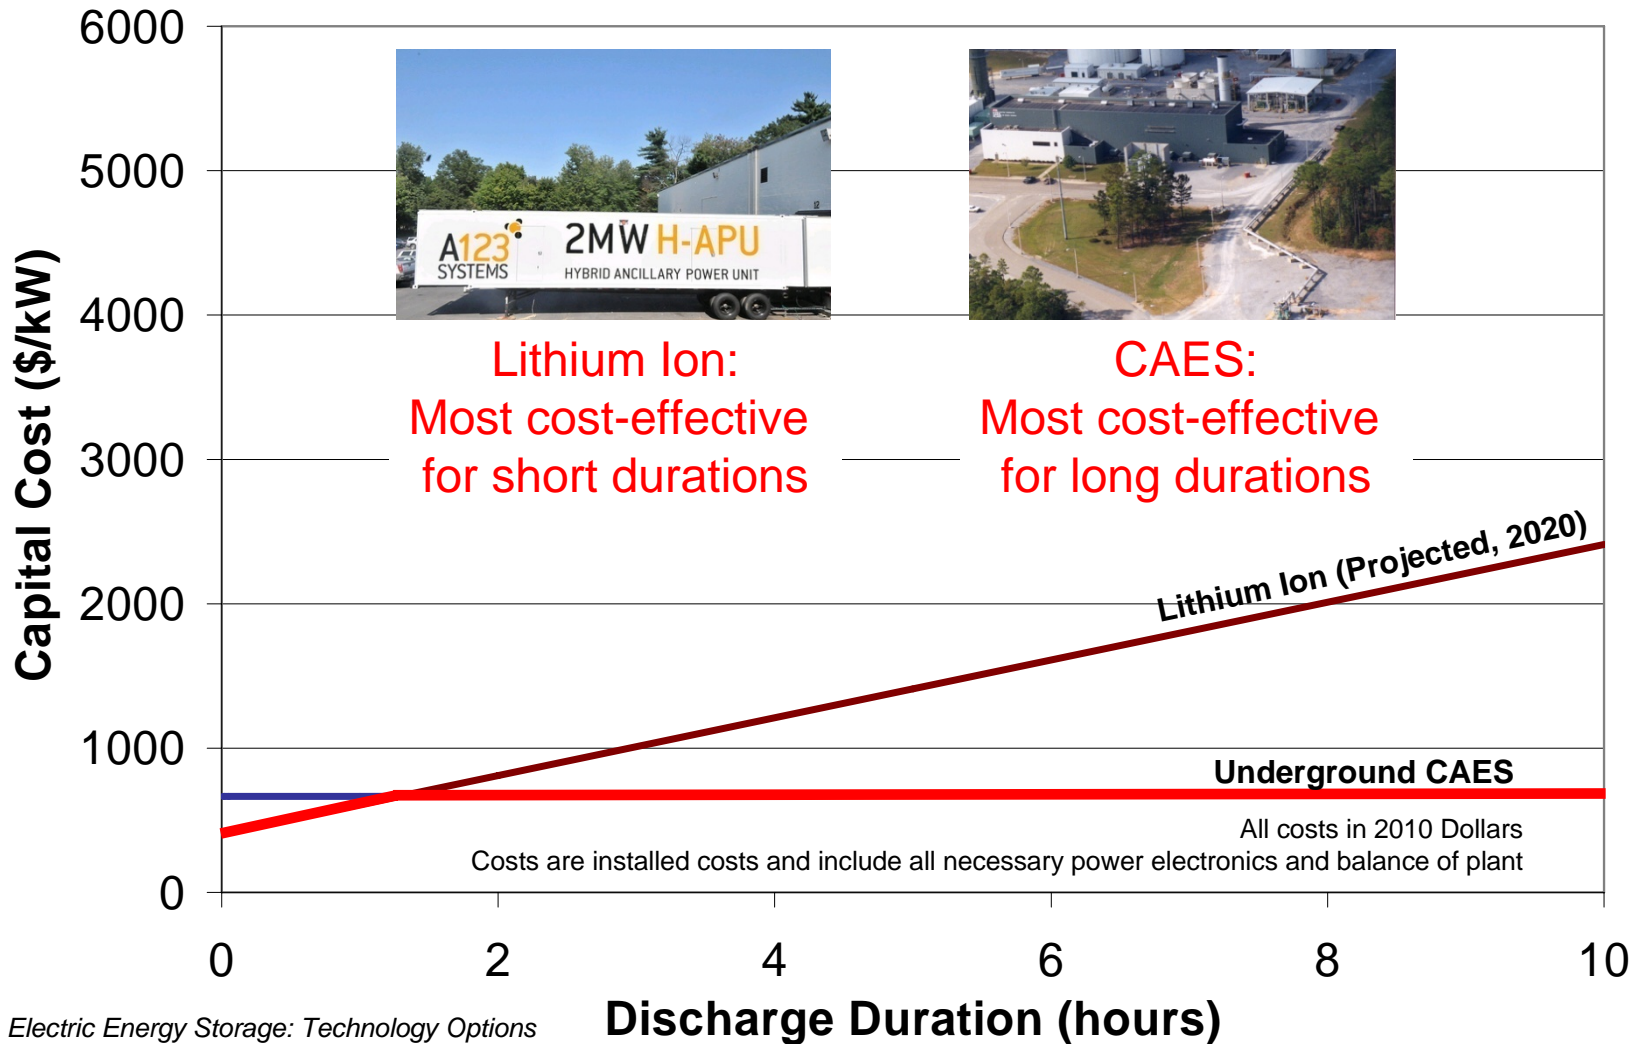 6000
5000
4000
3000
2000
1000
0
Capital Cost ($/kW)
A123
SYSTEMS
2MW H-APU
HYBRID ANCILLARY POWER UNIT
12
Lithium Ion:
Most cost-effective
for short durations
CAES:
Most cost-effective
for long durations
Lithium Ion (Projected, 2020)
Underground CAES
All costs in 2010 Dollars
Costs are installed costs and include all necessary power electronics and balance of plant
0 2 4 6 8 10
Discharge Duration (hours)
Electric Energy Storage: Technology Options